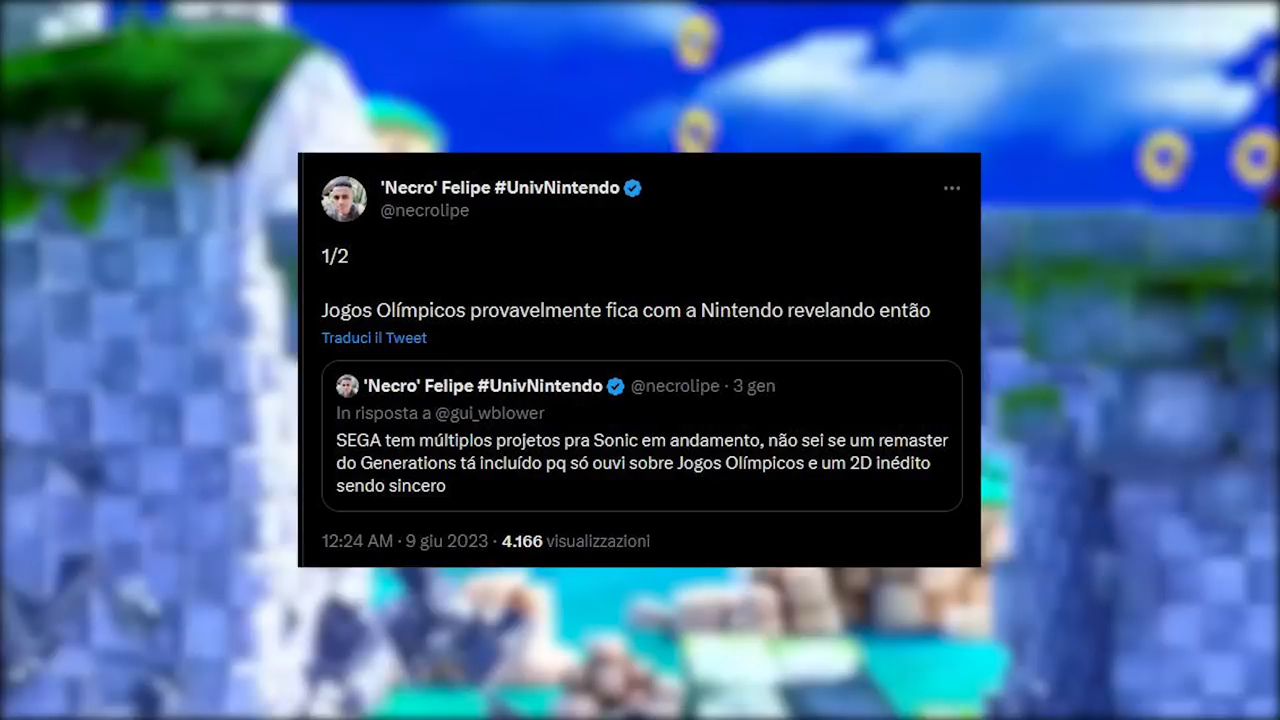 'Necro' Felipe #UnivNintendo
@necrolipe
1/2
Jogos Olímpicos provavelmente fica com a Nintendo revelando então
Traduci il Tweet
'Necro' Felipe #UnivNintendo @necrolipe · 3 gen
In risposta a @gui_wblower
SEGA tem múltiplos projetos pra Sonic em andamento, não sei se um remaster
do Generations tá incluído pq só ouvi sobre Jogos Olímpicos e um 2D inédito
sendo sincero
12:24 AM · 9 giu 2023 · 4.166 visualizzazioni